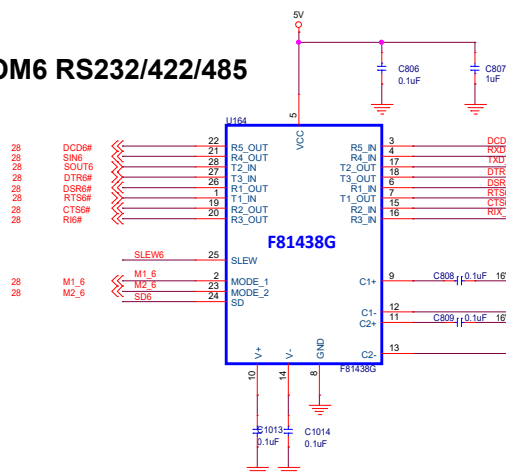 5V
OM6 RS232/422/485
C806
0.1uF
C807
1uF
U164
5
VCC
28 DCD6# 22 R5_OUT R5_IN 3 DCD
28 SIN6 21 R4_OUT R4_IN 4 RXD
28 SOUT6 28 T2_IN T2_OUT 17 TXD
28 DTR6# 27 T3_IN T3_OUT 18 DTR
28 DSR6# 26 R1_OUT R1_IN 6 DSR
28 RTS6# 1 T1_IN T1_OUT 7 RTS
28 CTS6# 19 R2_OUT R2_IN 15 CTS
28 RI6# 20 R3_OUT R3_IN 16 RIX_
F81438G
SLEW6 25 SLEW
28 M1_6 M1_6 2 MODE_1 C1+ 9 C808 0.1uF 16
28 M2_6 M2_6 23 MODE_2
SD6 24 SD
C1- 12
C2+ 11 C809 0.1uF 16
C2- 13
V+ V- GND
F81438G
10 14 8
C1013
0.1uF
C1014
0.1uF